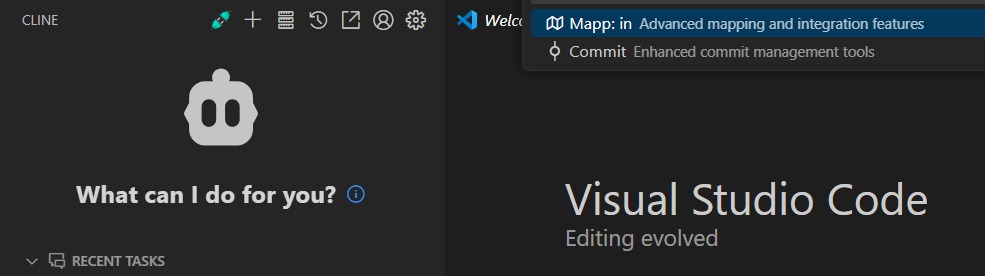 CLINE
What can I do for you?
RECENT TASKS
Mapp: in Advanced mapping and integration features
Commit Enhanced commit management tools
Visual Studio Code
Editing evolved